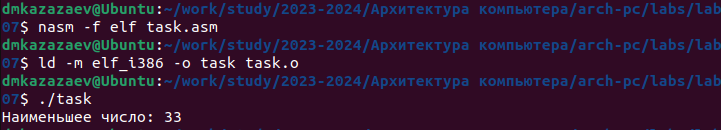 dmkazazaev@Ubuntu:~/work/study/2023-2024/Архитектура компьютера/arch-pc/labs/lab
07$ nasm -f elf task.asm
dmkazazaev@Ubuntu:~/work/study/2023-2024/Архитектура компьютера/arch-pc/labs/lab
07$ ld -m elf_i386 -o task task.o
dmkazazaev@Ubuntu:~/work/study/2023-2024/Архитектура компьютера/arch-pc/labs/lab
07$ ./task
Наименьшее число: 33